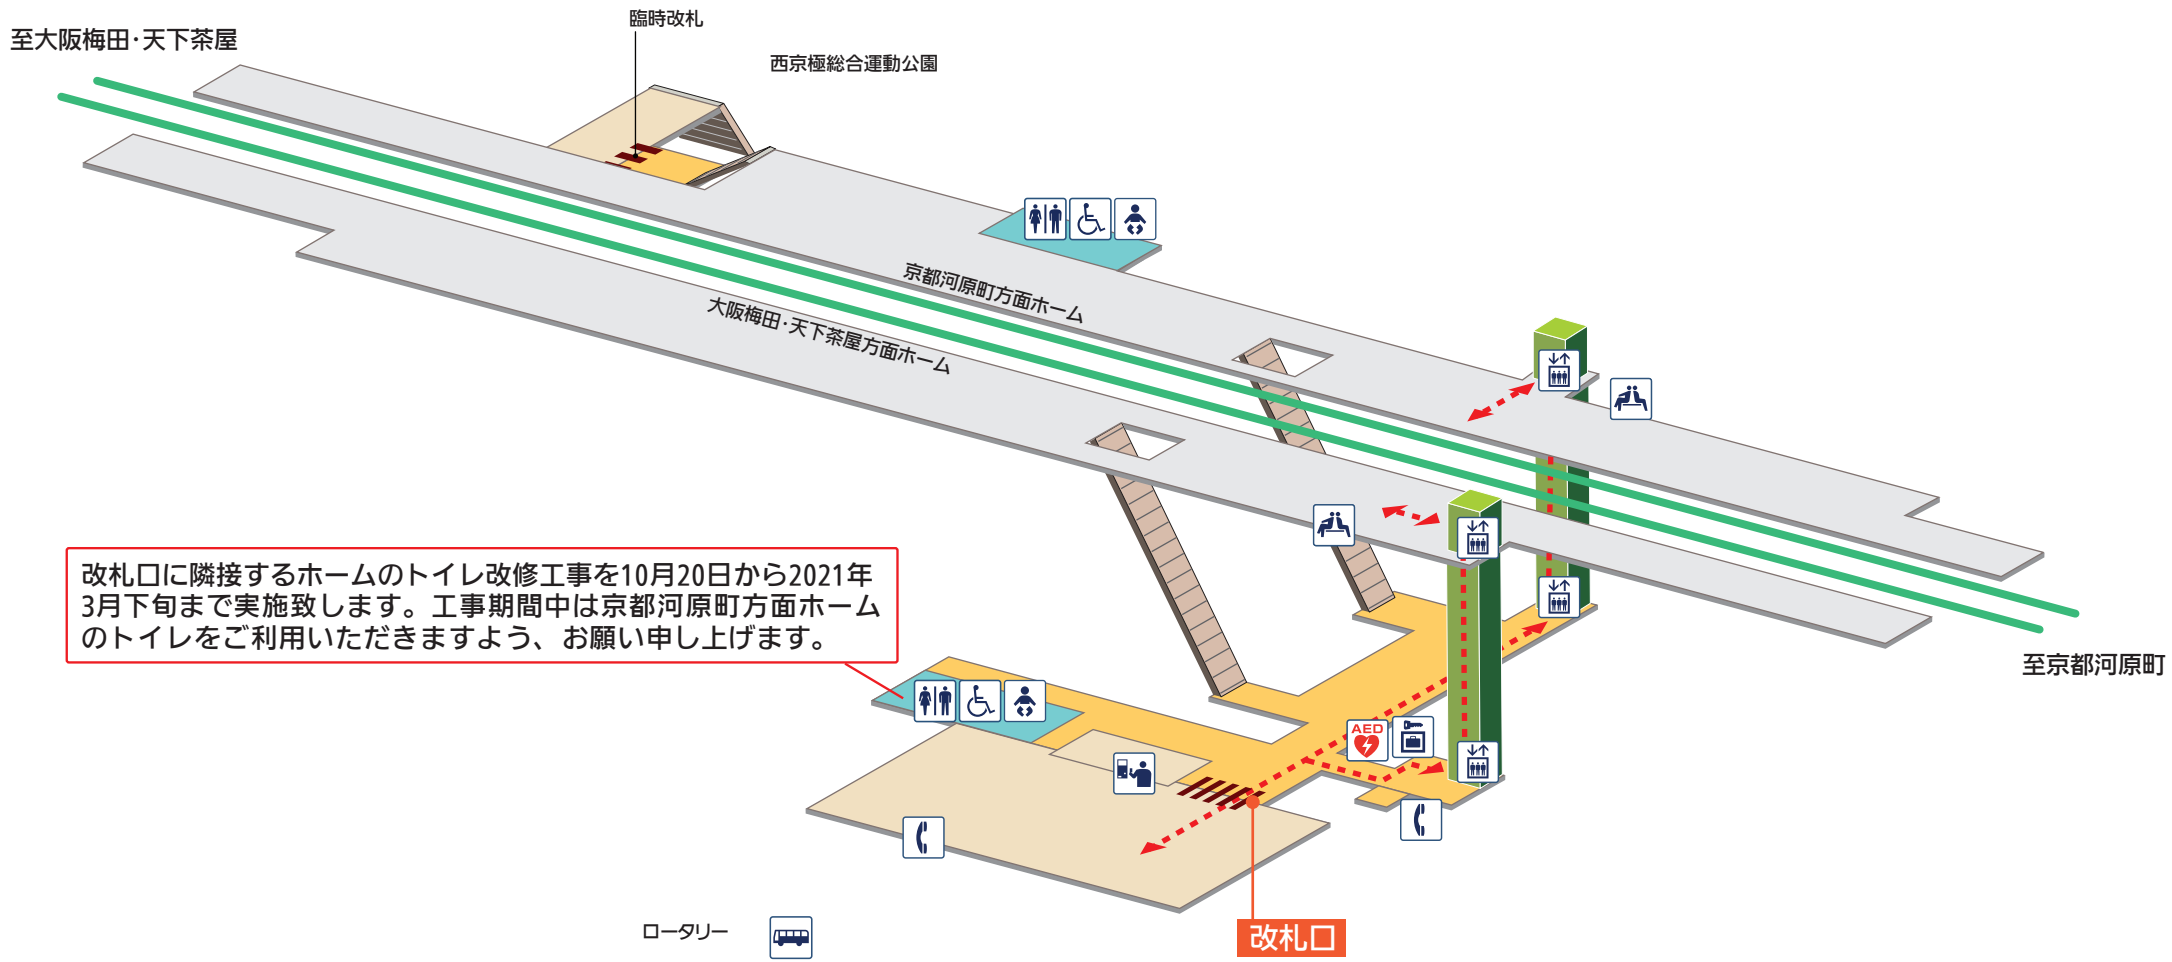 臨時改札
至大阪梅田・天下茶屋
西京極総合運動公園
京都河原町方面ホーム
大阪梅田・天下茶屋方面ホーム
改札口に隣接するホームのトイレ改修工事を10月20日から2021年
3月下旬まで実施致します。工事期間中は京都河原町方面ホーム
のトイレをご利用いただきますよう、お願い申し上げます。
至京都河原町
AED
ロータリー
改札口